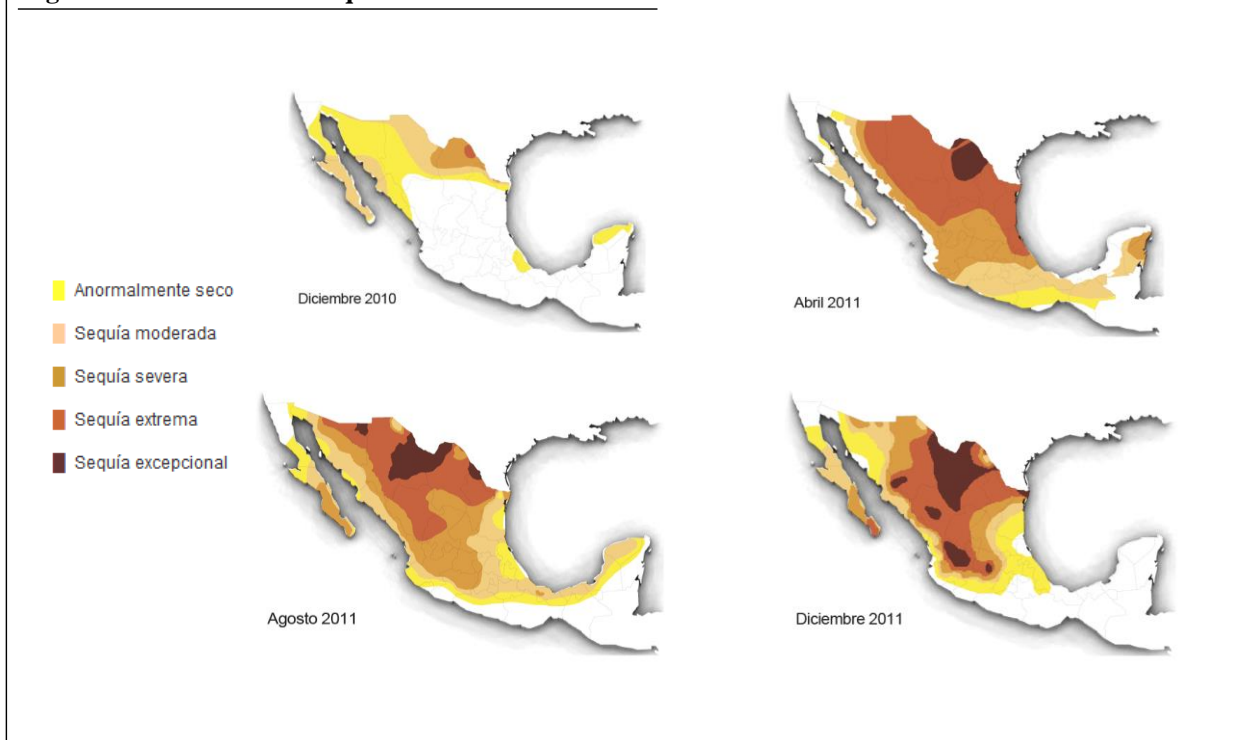 Diciembre 2010
Abril 2011
Anormalmente seco
Sequía moderada
Sequía severa
Sequía extrema
Sequía excepcional
Agosto 2011
Diciembre 2011